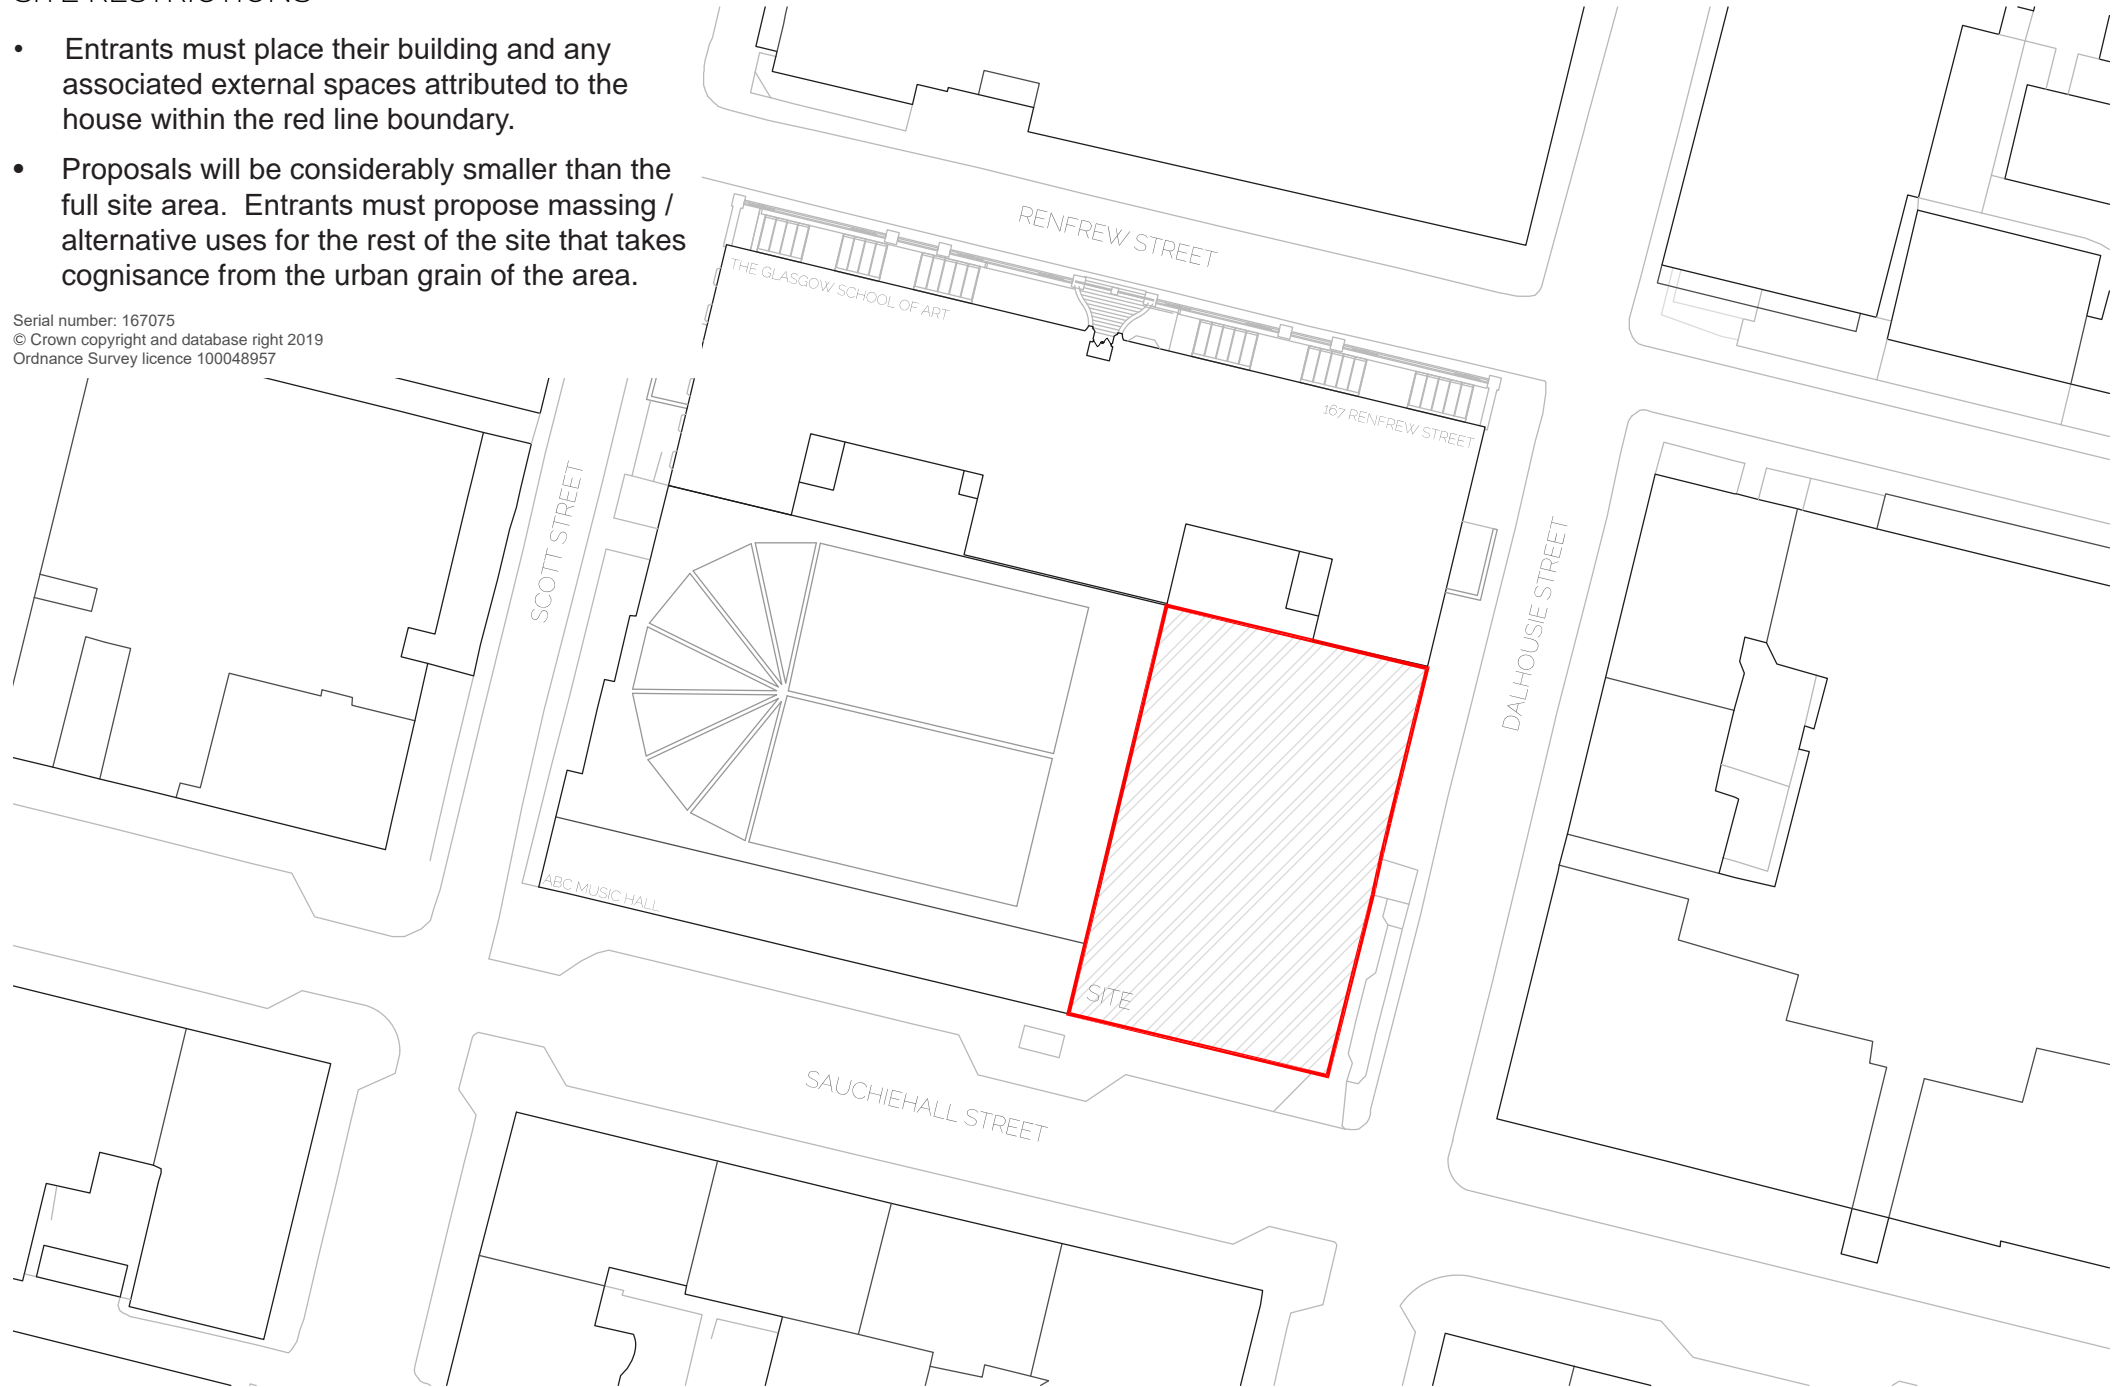 SITE RESTRICTIONS
• Entrants must place their building and any
associated external spaces attributed to the
house within the red line boundary.
• Proposals will be considerably smaller than the
full site area. Entrants must propose massing /
alternative uses for the rest of the site that takes
cognisance from the urban grain of the area.
Serial number: 167075
© Crown copyright and database right 2019
Ordnance Survey licence 100048957
RENFREW STREET
THE GLASGOW SCHOOL OF ART
167 RENFREW STREET
SCOTT STREET
DALHOUSIE STREET
ABC MUSIC HALL
SITE
SAUCHIEHALL STREET